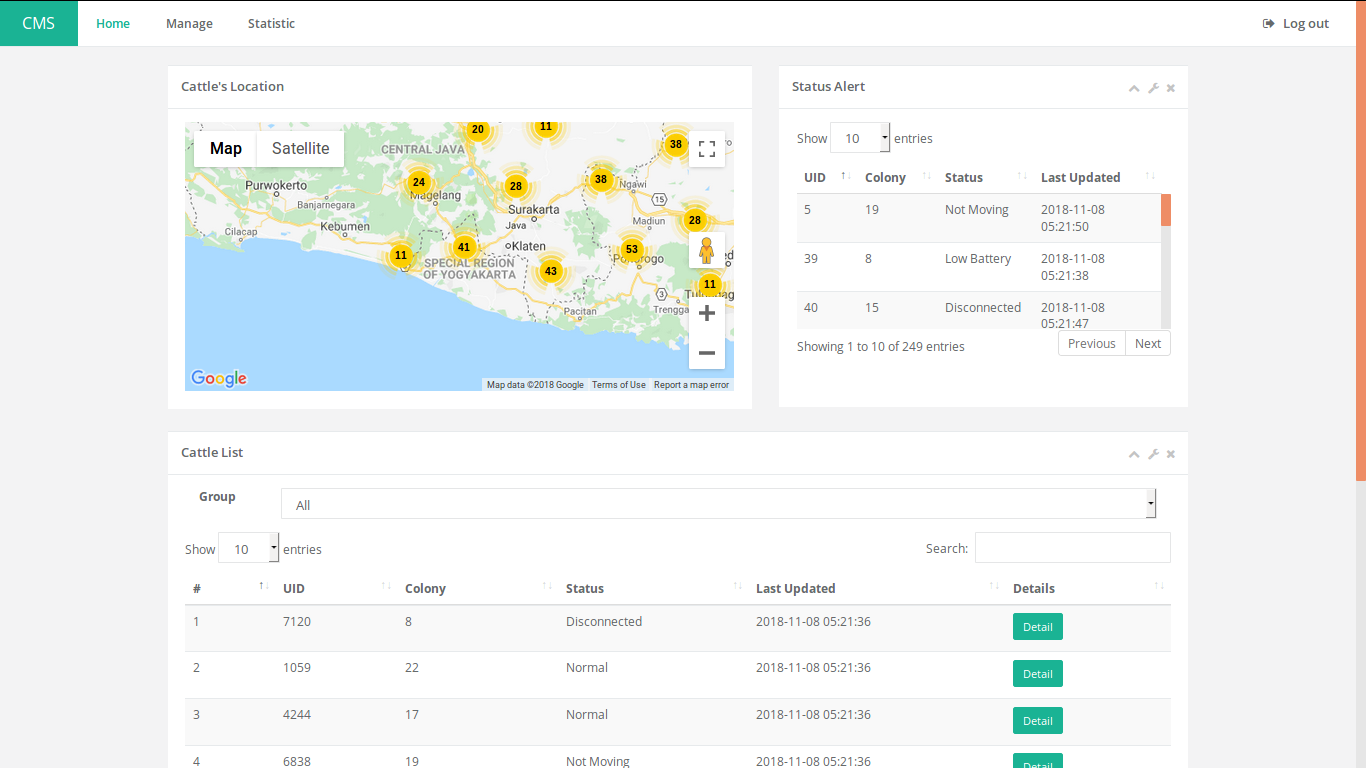 CMS
Home
Manage
Statistic
Log out
Cattle's Location
Map
Satellite
20
11
38
CENTRAL JAVA
24
28
38
Ngawi
Purwokerto
Magelang
Banjarnegara
15
Surakarta
Java
Madiun
28
Cilacap
Kebumen
41
Klaten
53
11
SPECIAL REGION
OF YOGYAKARTA
43
11
3
Pacitan
Google
Map data ©2018 Google
Terms of Use
Report a map error
Status Alert
Show 10 entries
UID Colony Status Last Updated
5 19 Not Moving 2018-11-08
05:21:50
39 8 Low Battery 2018-11-08
05:21:38
40 15 Disconnected 2018-11-08
05:21:47
Showing 1 to 10 of 249 entries
Previous Next
Cattle List
Group All
Show 10 entries
Search:
# UID Colony Status Last Updated Details
1 7120 8 Disconnected 2018-11-08 05:21:36 Detail
2 1059 22 Normal 2018-11-08 05:21:36 Detail
3 4244 17 Normal 2018-11-08 05:21:36 Detail
4 6838 19 Not Moving 2018-11-08 05:21:36 Detail